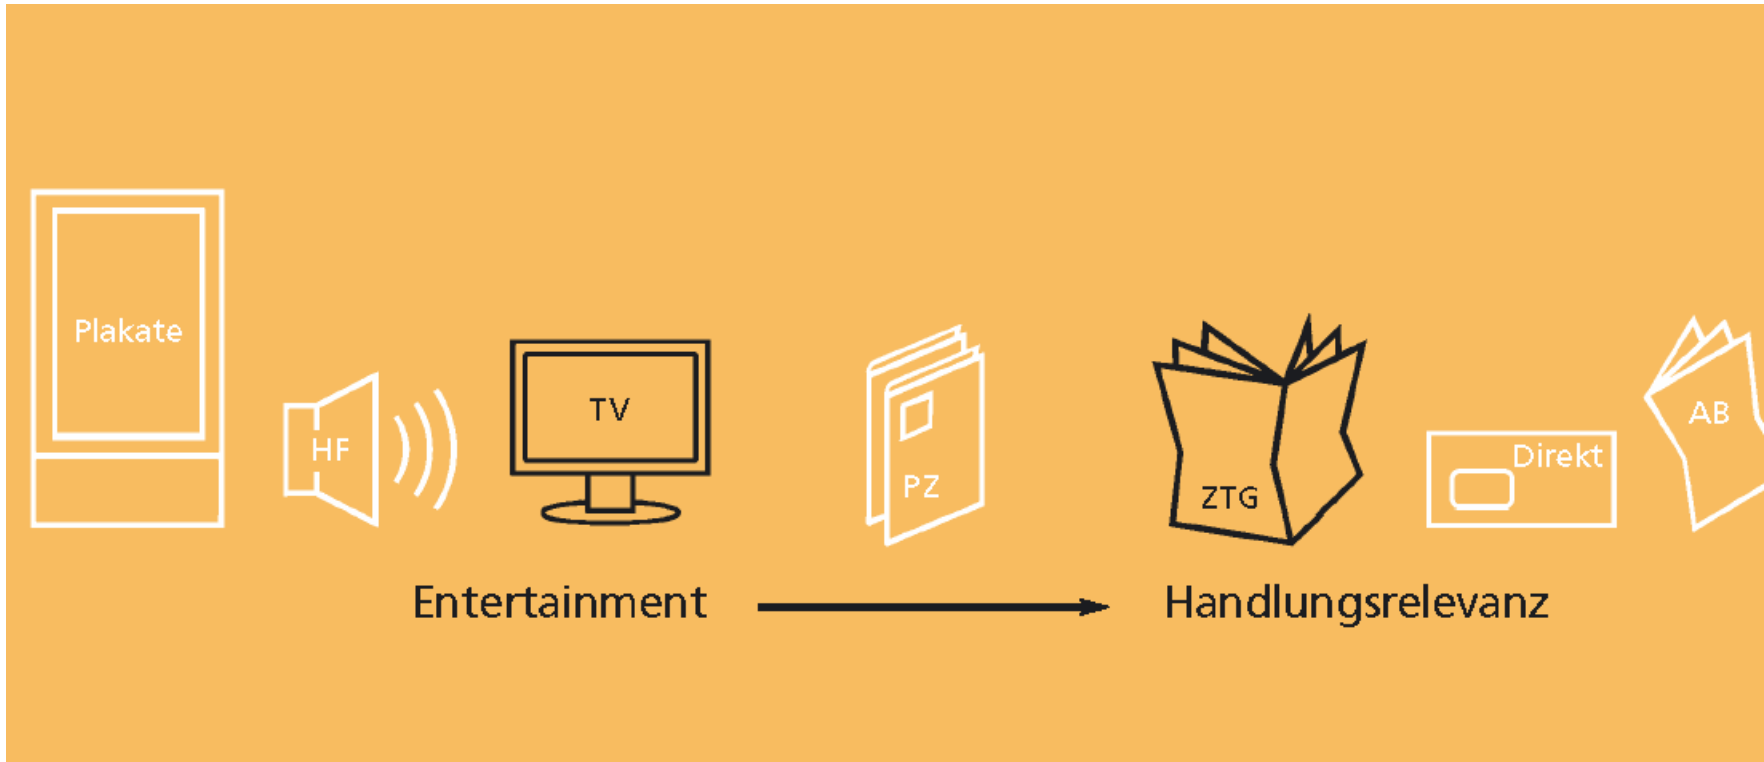 Plakate
HF
TV
PZ
ZTG
Direkt
AB
Entertainment
Handlungsrelevanz